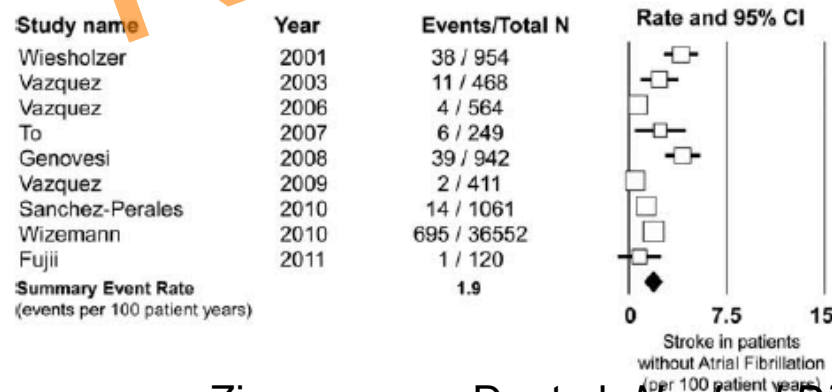 Study name Year Events/Total N Rate and 95% CI
Wiesholzer 2001 38 / 954
Vazquez 2003 11 / 468
Vazquez 2006 4 / 564
To 2007 6 / 249
Genovesi 2008 39 / 942
Vazquez 2009 2 / 411
Sanchez-Perales 2010 14 / 1061
Wizemann 2010 695 / 36552
Fujii 2011 1 / 120
Summary Event Rate 1.9
(events per 100 patient years)
0 7.5 15
Stroke in patients
without Atrial Fibrillation
(per 100 patient years)